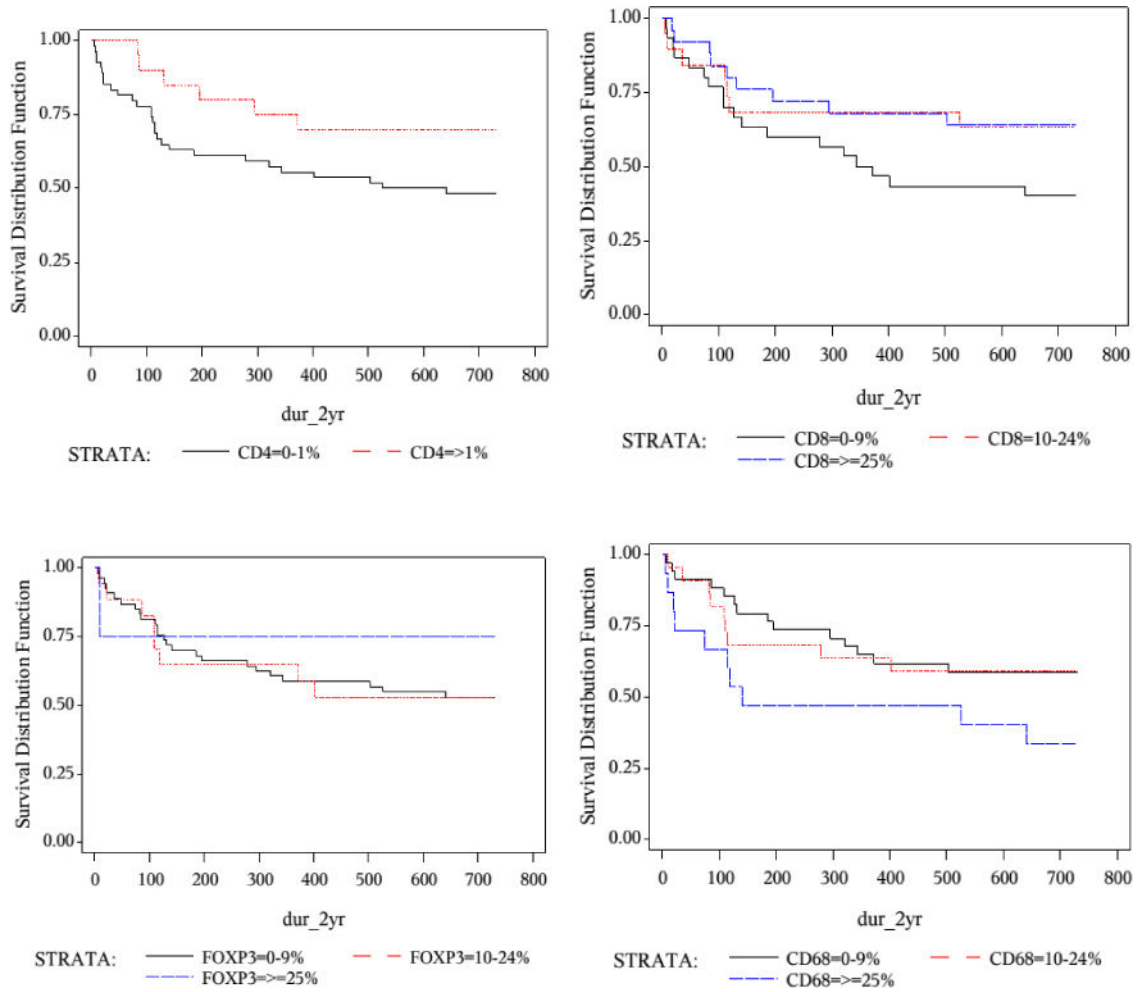 Survival Distribution Function
1.00
0.75
0.50
0.25
0.00
0 100 200 300 400 500 600 700 800
dur_2yr
STRATA: CD4=0-1% CD4=>1%
Survival Distribution Function
1.00
0.75
0.50
0.25
0.00
0 100 200 300 400 500 600 700 800
dur_2yr
STRATA: CD8=0-9% CD8=10-24%
CD8=>=25%
Survival Distribution Function
1.00
0.75
0.50
0.25
0.00
0 100 200 300 400 500 600 700 800
dur_2yr
STRATA: FOXP3=0-9% FOXP3=10-24%
FOXP3=>=25%
Survival Distribution Function
1.00
0.75
0.50
0.25
0.00
0 100 200 300 400 500 600 700 800
dur_2yr
STRATA: CD68=0-9% CD68=10-24%
CD68=>=25%